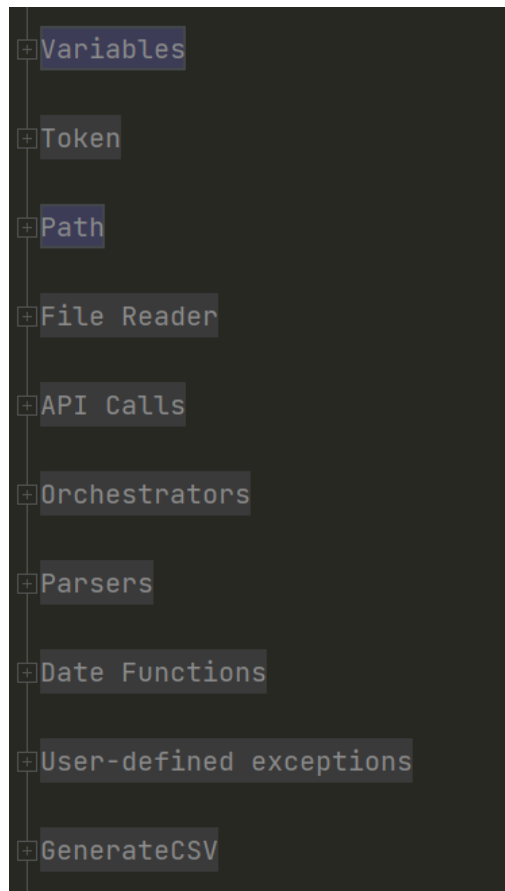 Variables
Token
Path
File Reader
API Calls
Orchestrators
Parsers
Date Functions
User-defined exceptions
GenerateCSV